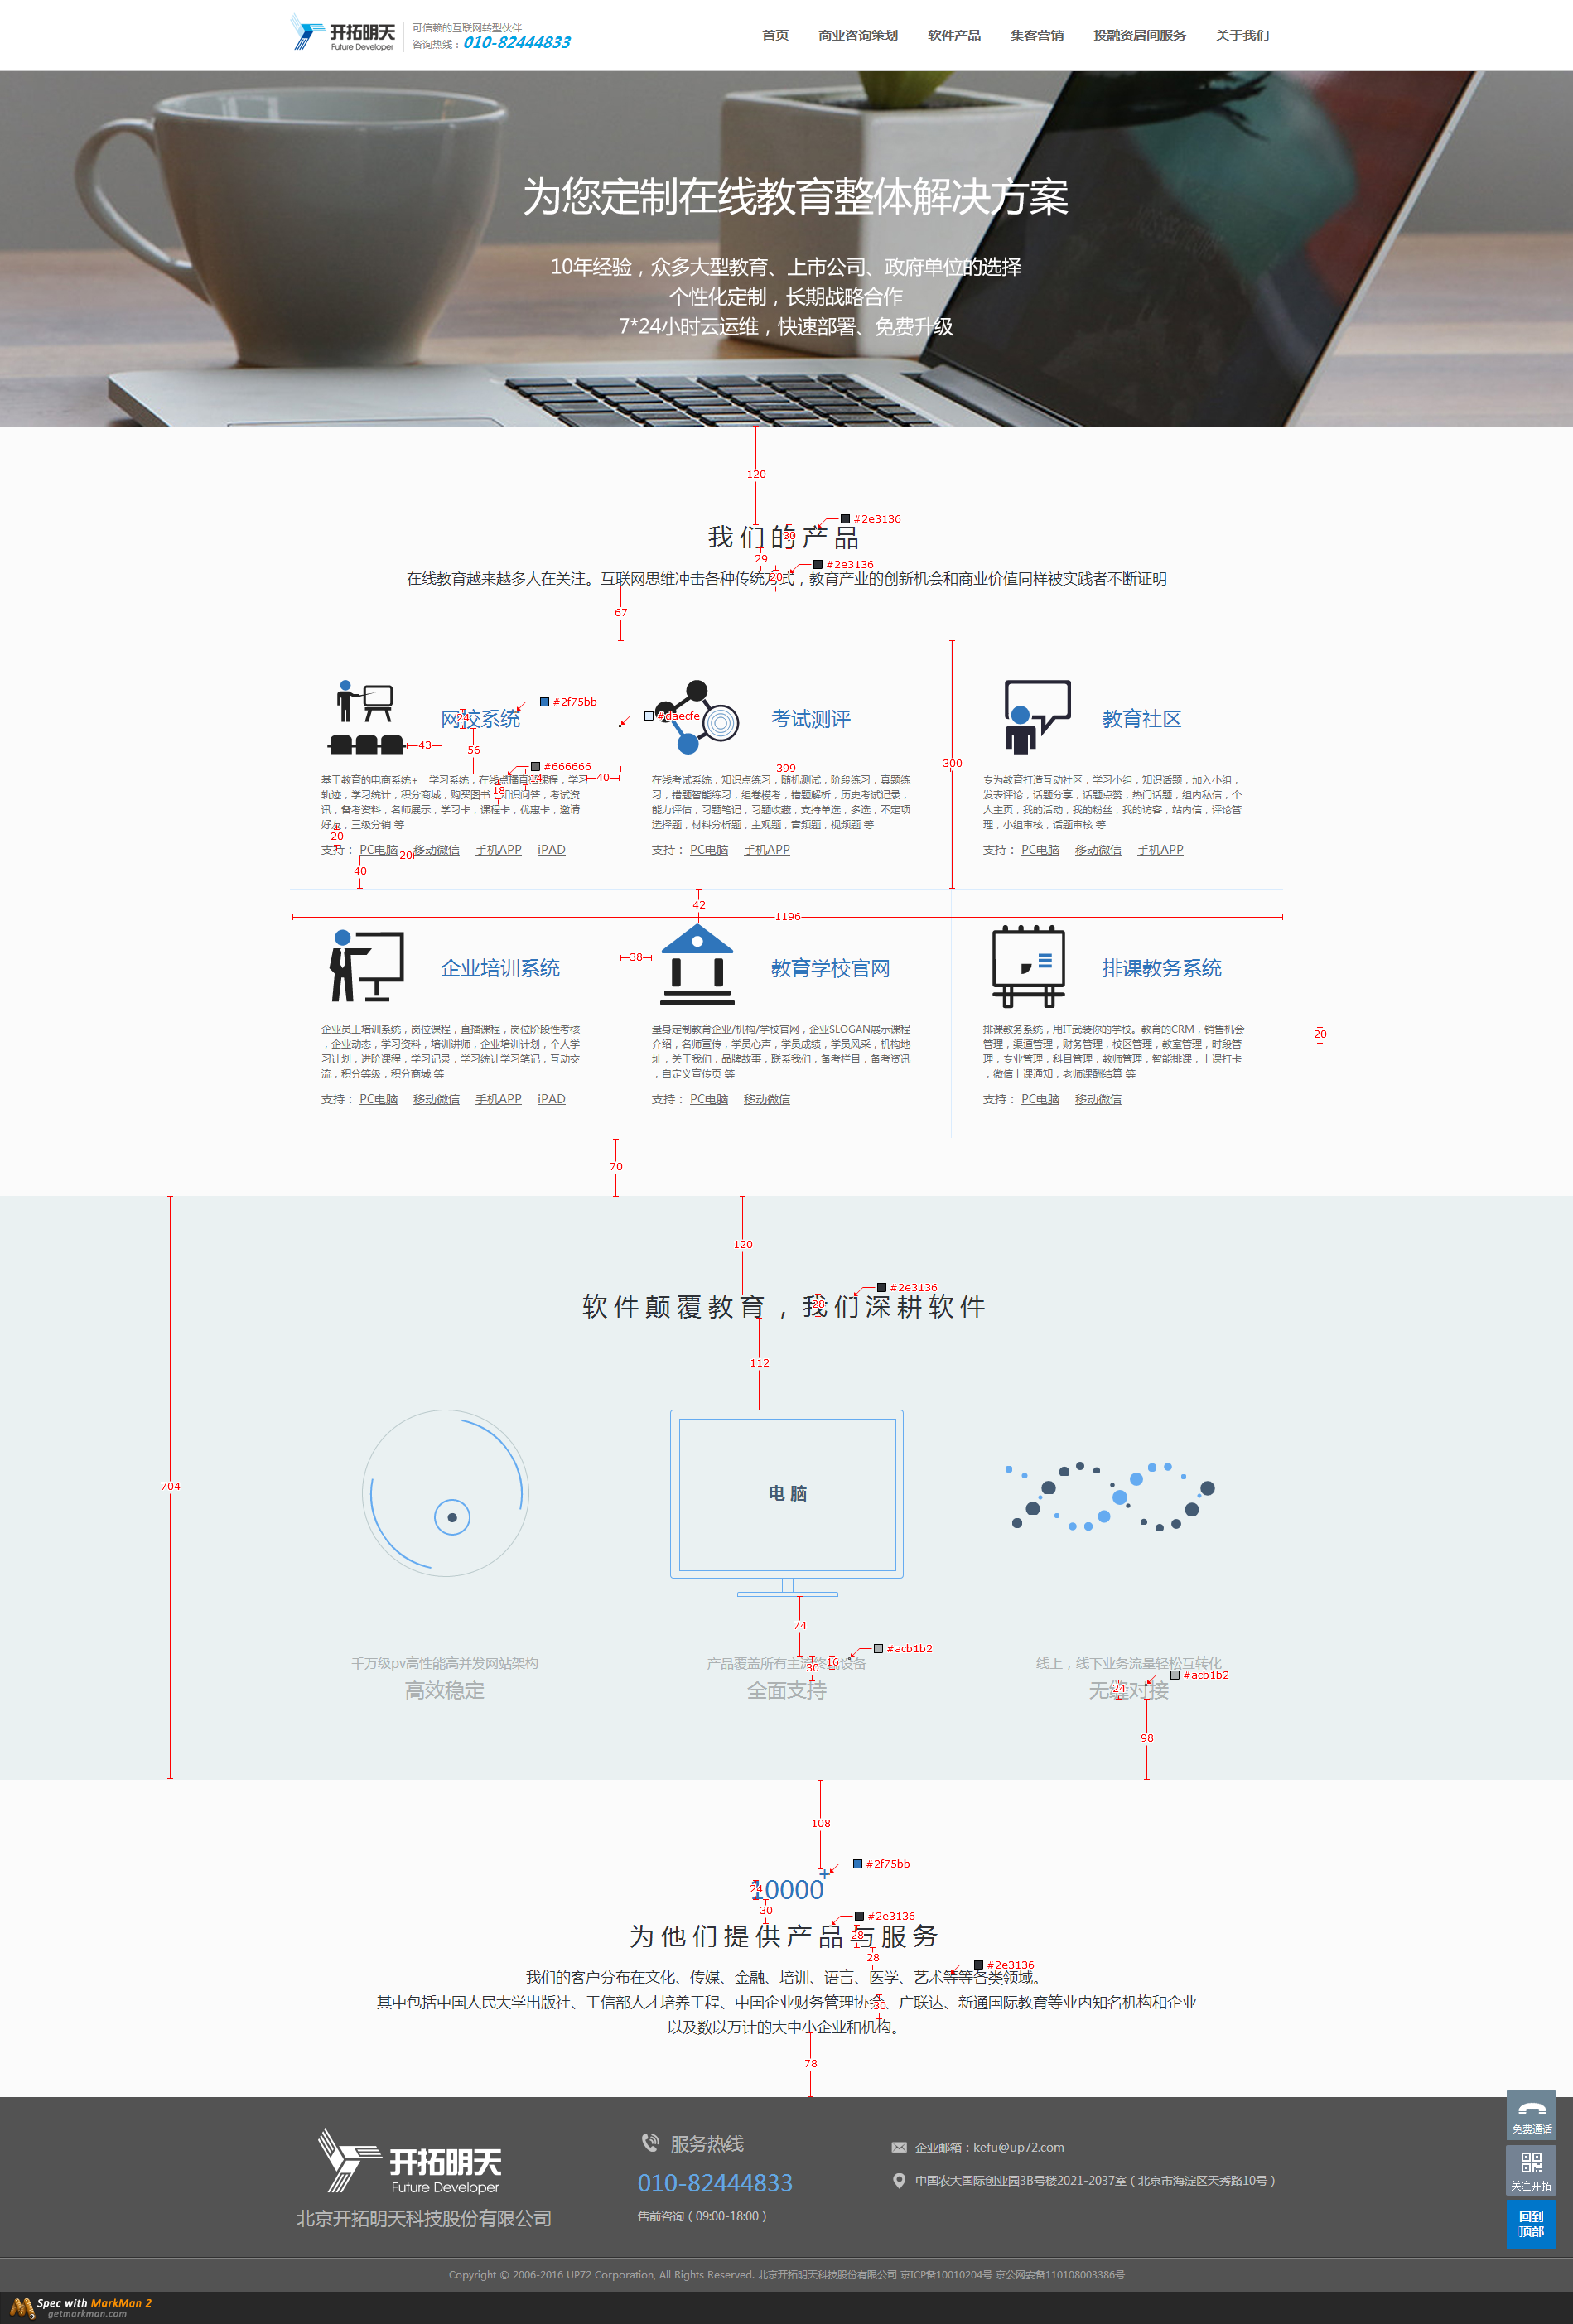 开拓明天
Future Developer
可信赖的互联网转型伙伴
咨询热线：010-82444833
首页 商业咨询策划 软件产品 集客营销 投融资居间服务 关于我们
为您定制在线教育整体解决方案
10年经验，众多大型教育、上市公司、政府单位的选择
个性化定制，长期战略合作
7*24小时云运维，快速部署、免费升级
120
#2e3136
我们的产品
30
29
#2e3136
在线教育越来越多人在关注。互联网思维冲击各种传统方式，教育产业的创新机会和商业价值同样被实践者不断证明
20
67
#2f75bb
网校系统
24
43
56
#666666
40
14
18
基于教育的电商系统+ 学习系统，在线点播直播课程，学习
轨迹，学习统计，积分商城，购买图书，知识问答，考试资
讯，备考资料，名师展示，学习卡，课程卡，优惠卡，邀请
好友，三级分销 等
20
支持： PC电脑 移动微信 手机APP iPAD
20
40
#daecfe
考试测评
399
300
在线考试系统，知识点练习，随机测试，阶段练习，真题练
习，错题智能练习，组卷模考，错题解析，历史考试记录，
能力评估，习题笔记，习题收藏，支持单选，多选，不定项
选择题，材料分析题，主观题，音频题，视频题 等
支持： PC电脑 手机APP
教育社区
专为教育打造互动社区，学习小组，知识话题，加入小组，
发表评论，话题分享，话题点赞，热门话题，组内私信，个
人主页，我的活动，我的粉丝，我的访客，站内信，评论管
理，小组审核，话题审核 等
支持： PC电脑 移动微信 手机APP
42
1196
38
企业培训系统
企业员工培训系统，岗位课程，直播课程，岗位阶段性考核
，企业动态，学习资料，培训讲师，企业培训计划，个人学
习计划，进阶课程，学习记录，学习统计学习笔记，互动交
流，积分等级，积分商城 等
支持： PC电脑 移动微信 手机APP iPAD
教育学校官网
量身定制教育企业/机构/学校官网，企业SLOGAN展示课程
介绍，名师宣传，学员心声，学员成绩，学员风采，机构地
址，关于我们，品牌故事，联系我们，备考栏目，备考资讯
，自定义宣传页 等
支持： PC电脑 移动微信
排课教务系统
排课教务系统，用IT武装你的学校。教育的CRM，销售机会
管理，渠道管理，财务管理，校区管理，教室管理，时段管
理，专业管理，科目管理，教师管理，智能排课，上课打卡
，微信上课通知，老师课酬结算 等
支持： PC电脑 移动微信
20
70
120
#2e3136
软件颠覆教育，我们深耕软件
28
112
704
电脑
74
#acb1b2
千万级pv高性能高并发网站架构
高效稳定
产品覆盖所有主流终端设备
30
16
全面支持
线上，线下业务流量轻松互转化
#acb1b2
无缝对接
24
98
108
#2f75bb
10000+
24
30
#2e3136
为他们提供产品与服务
28
28
#2e3136
我们的客户分布在文化、传媒、金融、培训、语言、医学、艺术等等各类领域。
其中包括中国人民大学出版社、工信部人才培养工程、中国企业财务管理协会、广联达、新通国际教育等业内知名机构和企业
30
以及数以万计的大中小企业和机构。
78
开拓明天
Future Developer
北京开拓明天科技股份有限公司
服务热线
010-82444833
售前咨询（09:00-18:00）
企业邮箱：kefu@up72.com
中国农大国际创业园3B号楼2021-2037室（北京市海淀区天秀路10号）
免费通话
关注开拓
回到
顶部
Copyright © 2006-2016 UP72 Corporation, All Rights Reserved. 北京开拓明天科技股份有限公司 京ICP备10010204号 京公网安备110108003386号
Spec with MarkMan 2
getmarkman.com